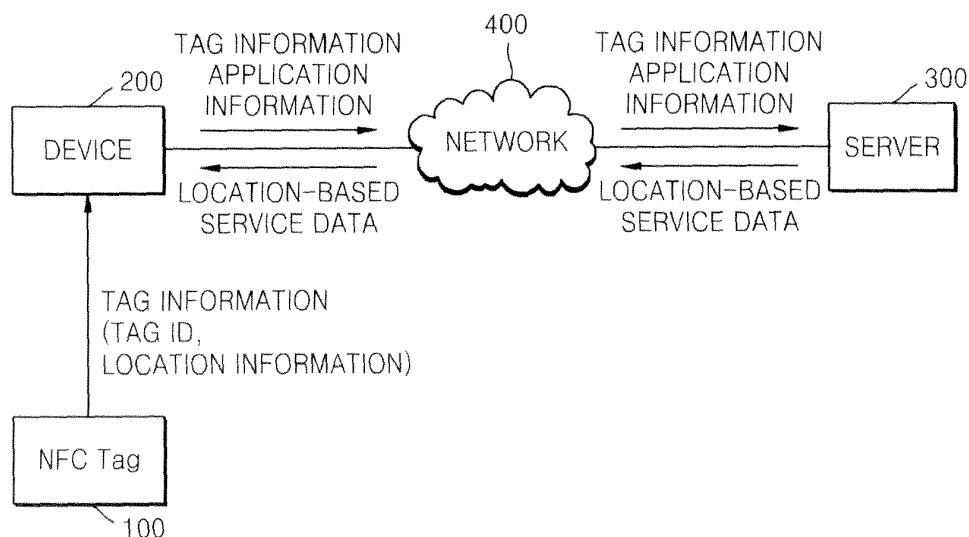 400
TAG INFORMATION
APPLICATION
INFORMATION
TAG INFORMATION
APPLICATION
INFORMATION
200
300
DEVICE
NETWORK
SERVER
LOCATION-BASED
SERVICE DATA
LOCATION-BASED
SERVICE DATA
TAG INFORMATION
(TAG ID,
LOCATION INFORMATION)
NFC Tag
100